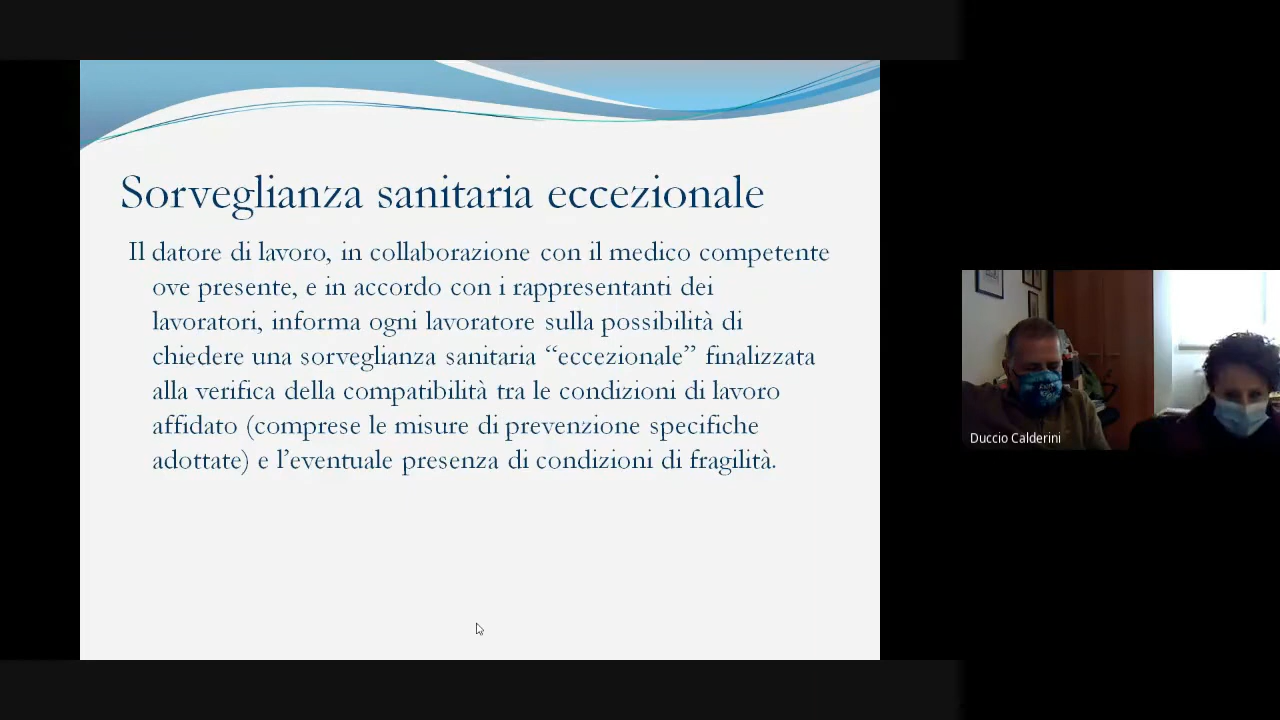 Sorveglianza sanitaria eccezionale
Il datore di lavoro, in collaborazione con il medico competente
ove presente, e in accordo con i rappresentanti dei
lavoratori, informa ogni lavoratore sulla possibilità di
chiedere una sorveglianza sanitaria “eccezionale” finalizzata
alla verifica della compatibilità tra le condizioni di lavoro
affidato (comprese le misure di prevenzione specifiche
adottate) e l’eventuale presenza di condizioni di fragilità.
Duccio Calderini